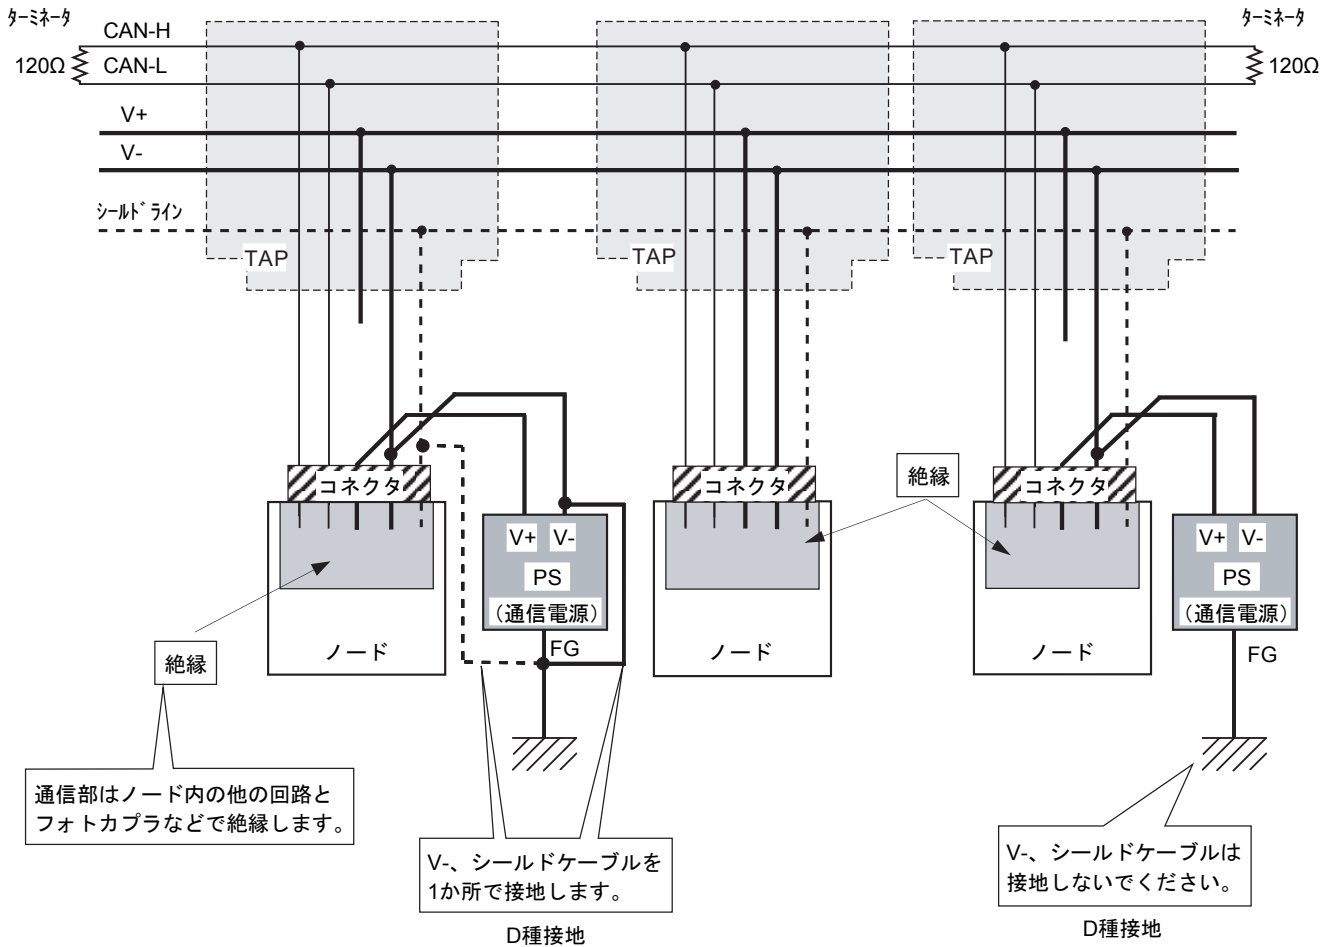 ﾀｰﾐﾈｰﾀ
120Ω
CAN-H
CAN-L
V+
V-
ｼｰﾙﾄﾞﾗｲﾝ
ﾀｰﾐﾈｰﾀ
120Ω
TAP
TAP
TAP
コネクタ
コネクタ
コネクタ
絶縁
V+ V-
PS
（通信電源）
FG
V+ V-
PS
（通信電源）
FG
ノード
ノード
ノード
絶縁
通信部はノード内の他の回路と
フォトカプラなどで絶縁します。
V-、シールドケーブルを
1か所で接地します。
D種接地
V-、シールドケーブルは
接地しないでください。
D種接地